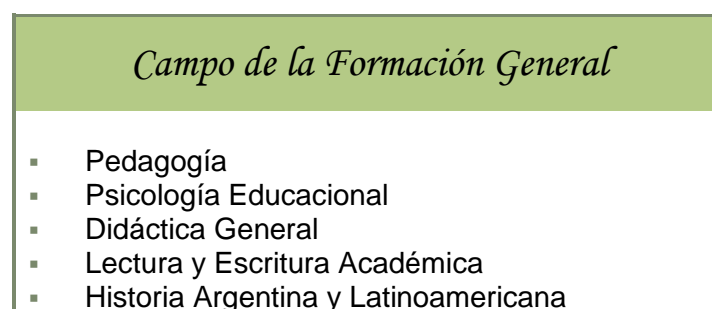 Campo de la Formación General
Pedagogía
Psicología Educacional
Didáctica General
Lectura y Escritura Académica
Historia Argentina y Latinoamericana